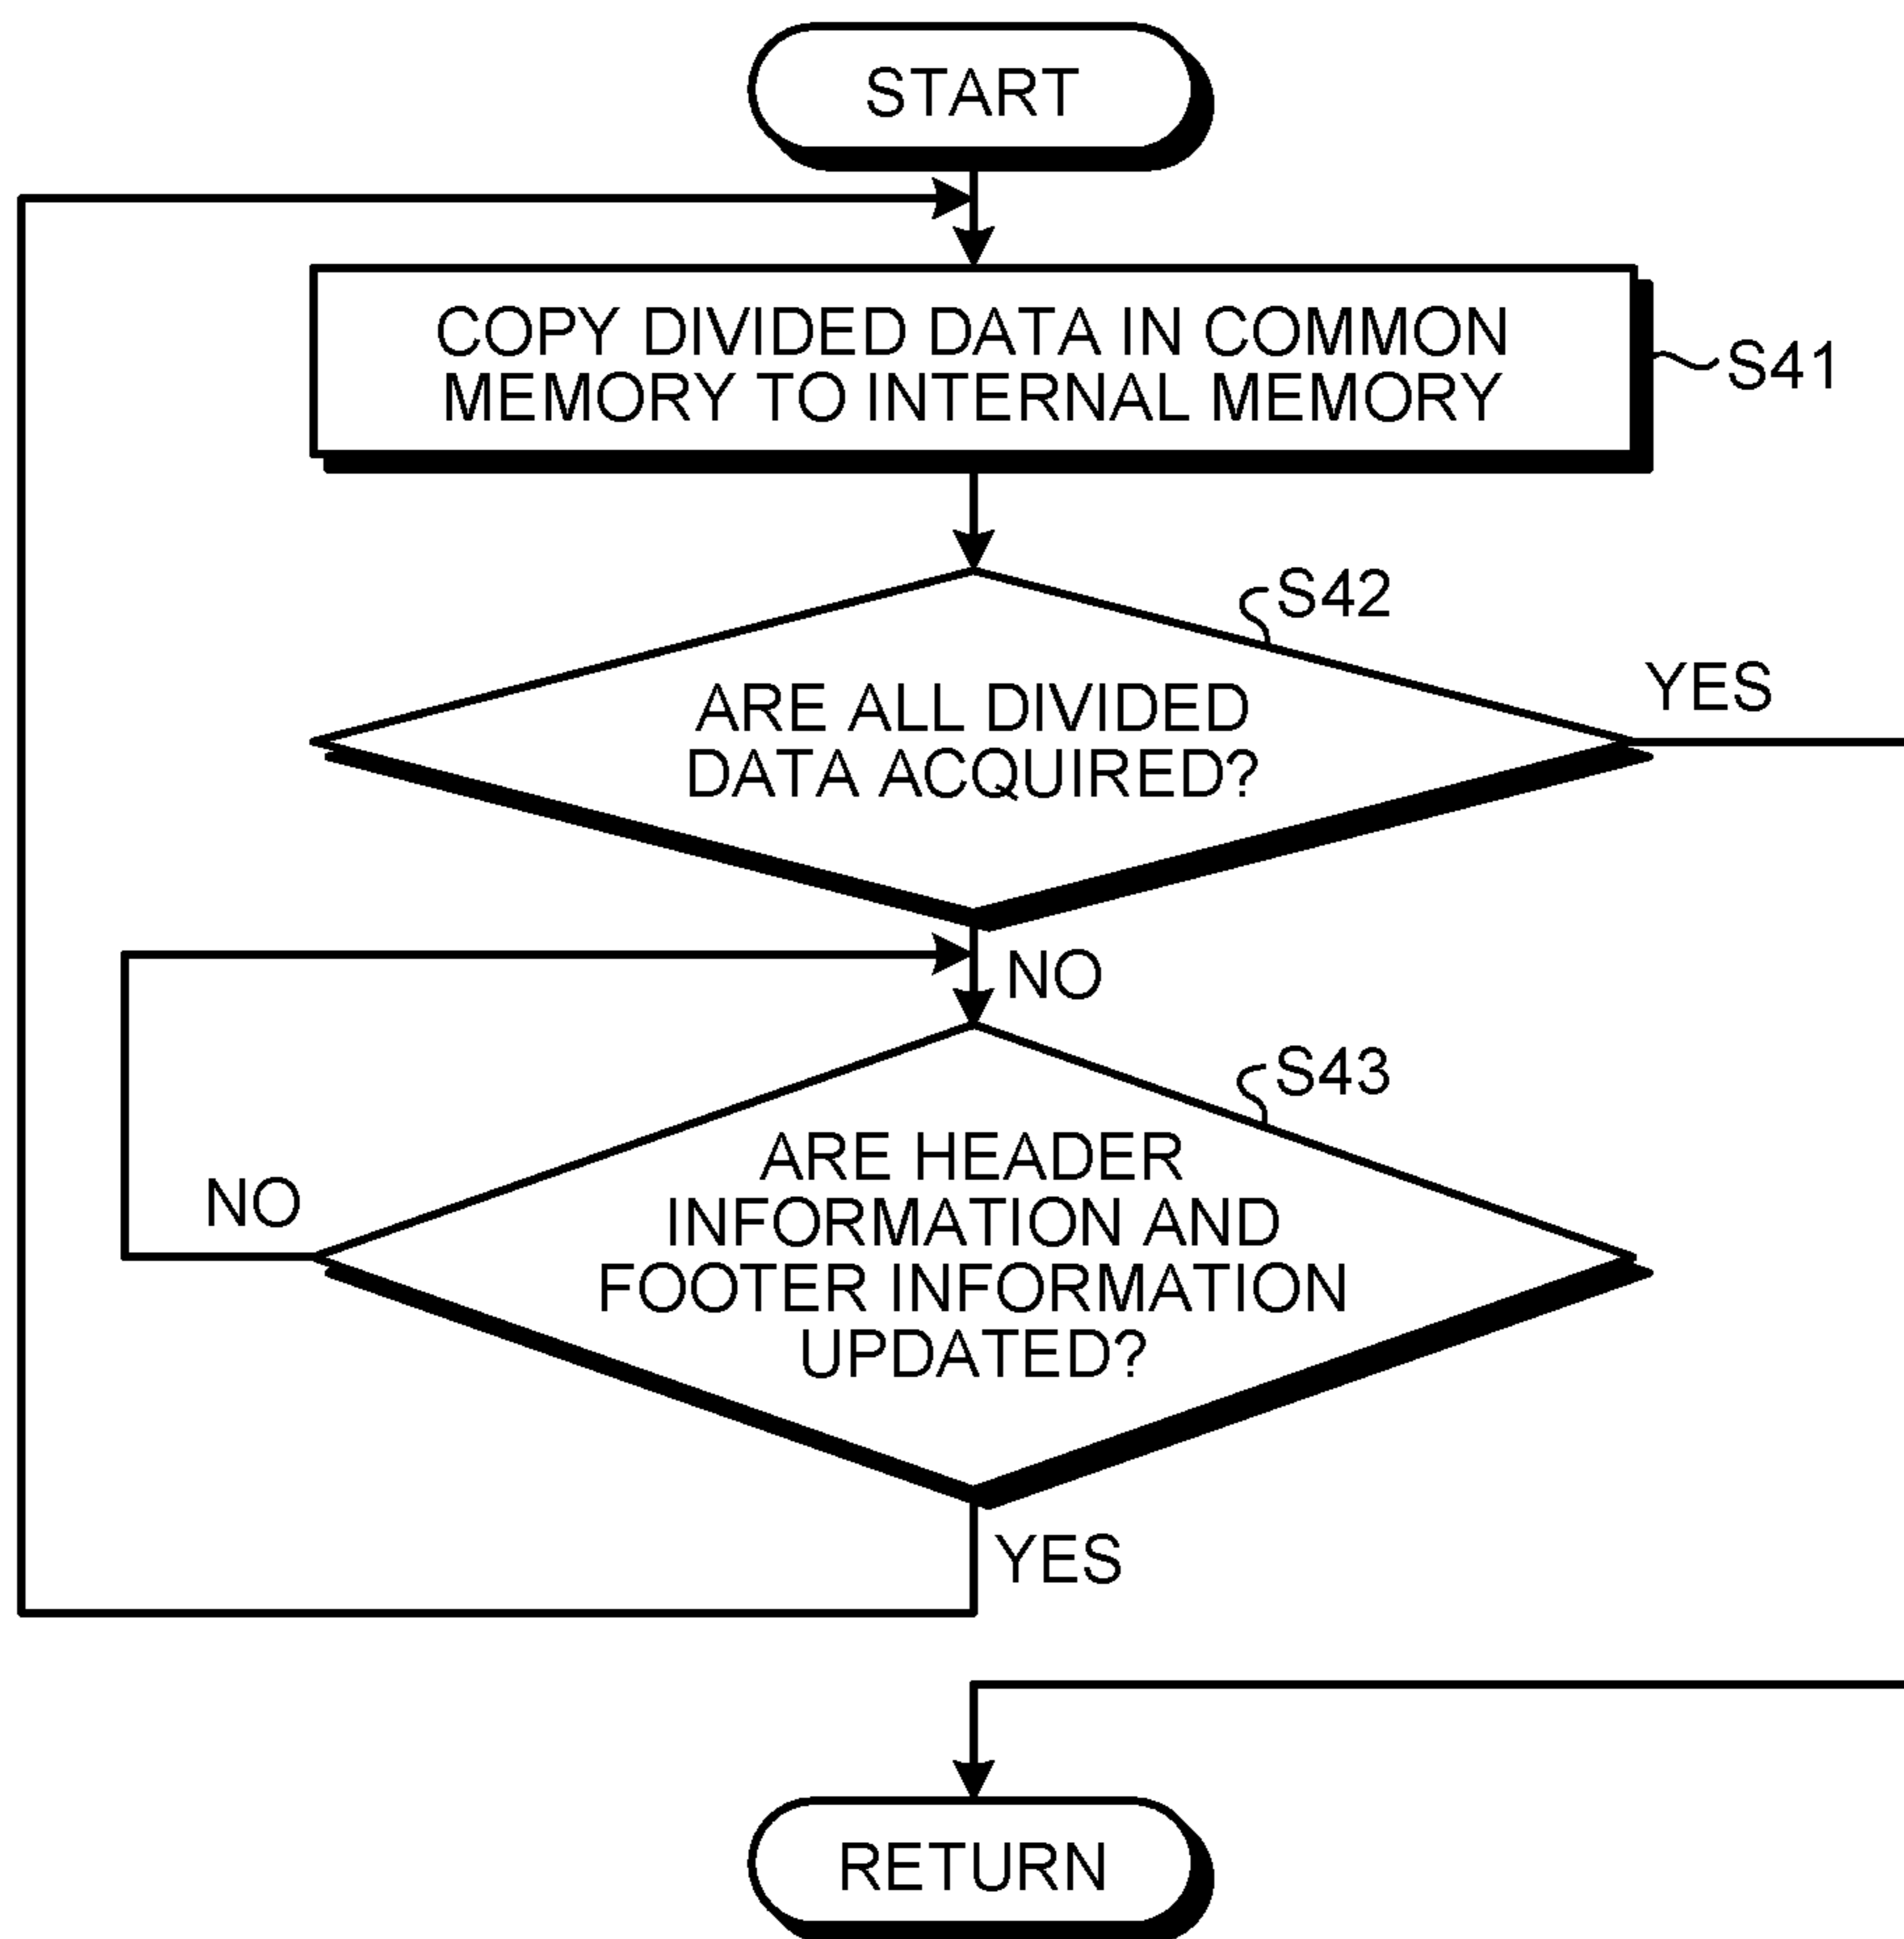 START
COPY DIVIDED DATA IN COMMON
MEMORY TO INTERNAL MEMORY
S41
S42
YES
ARE ALL DIVIDED
DATA ACQUIRED?
NO
S43
ARE HEADER
INFORMATION AND
FOOTER INFORMATION
UPDATED?
NO
YES
RETURN